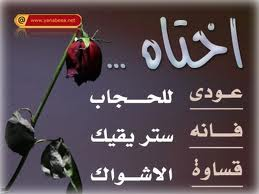 www.yanabeea.net
اختاه ...
عودى للحجاب
فانه ستر يقيك
قساوة الاشواك